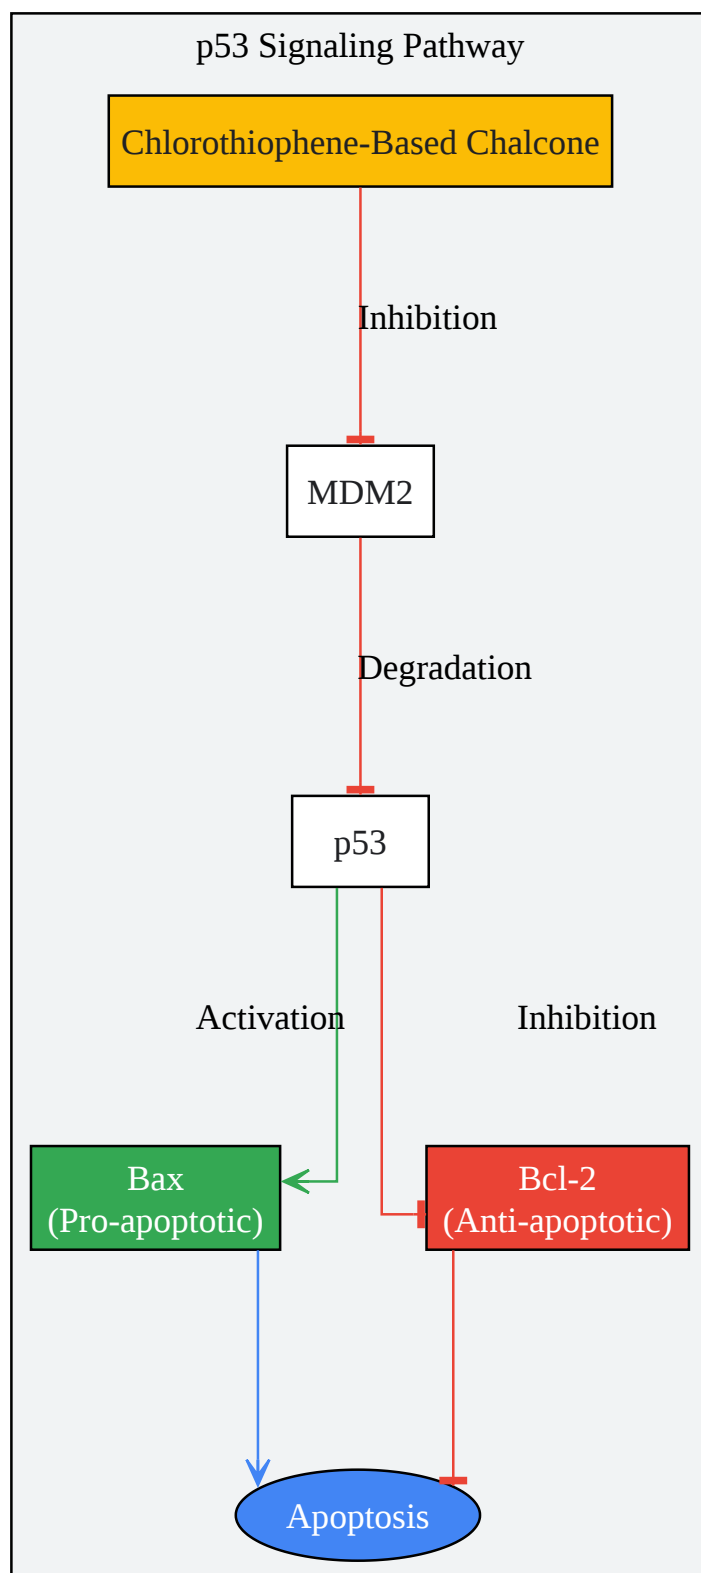 p53 Signaling Pathway
Chlorothiophene-Based Chalcone
Inhibition
MDM2
Degradation
p53
Activation
Inhibition
Bax
(Pro-apoptotic)
Bcl-2
(Anti-apoptotic)
Apoptosis